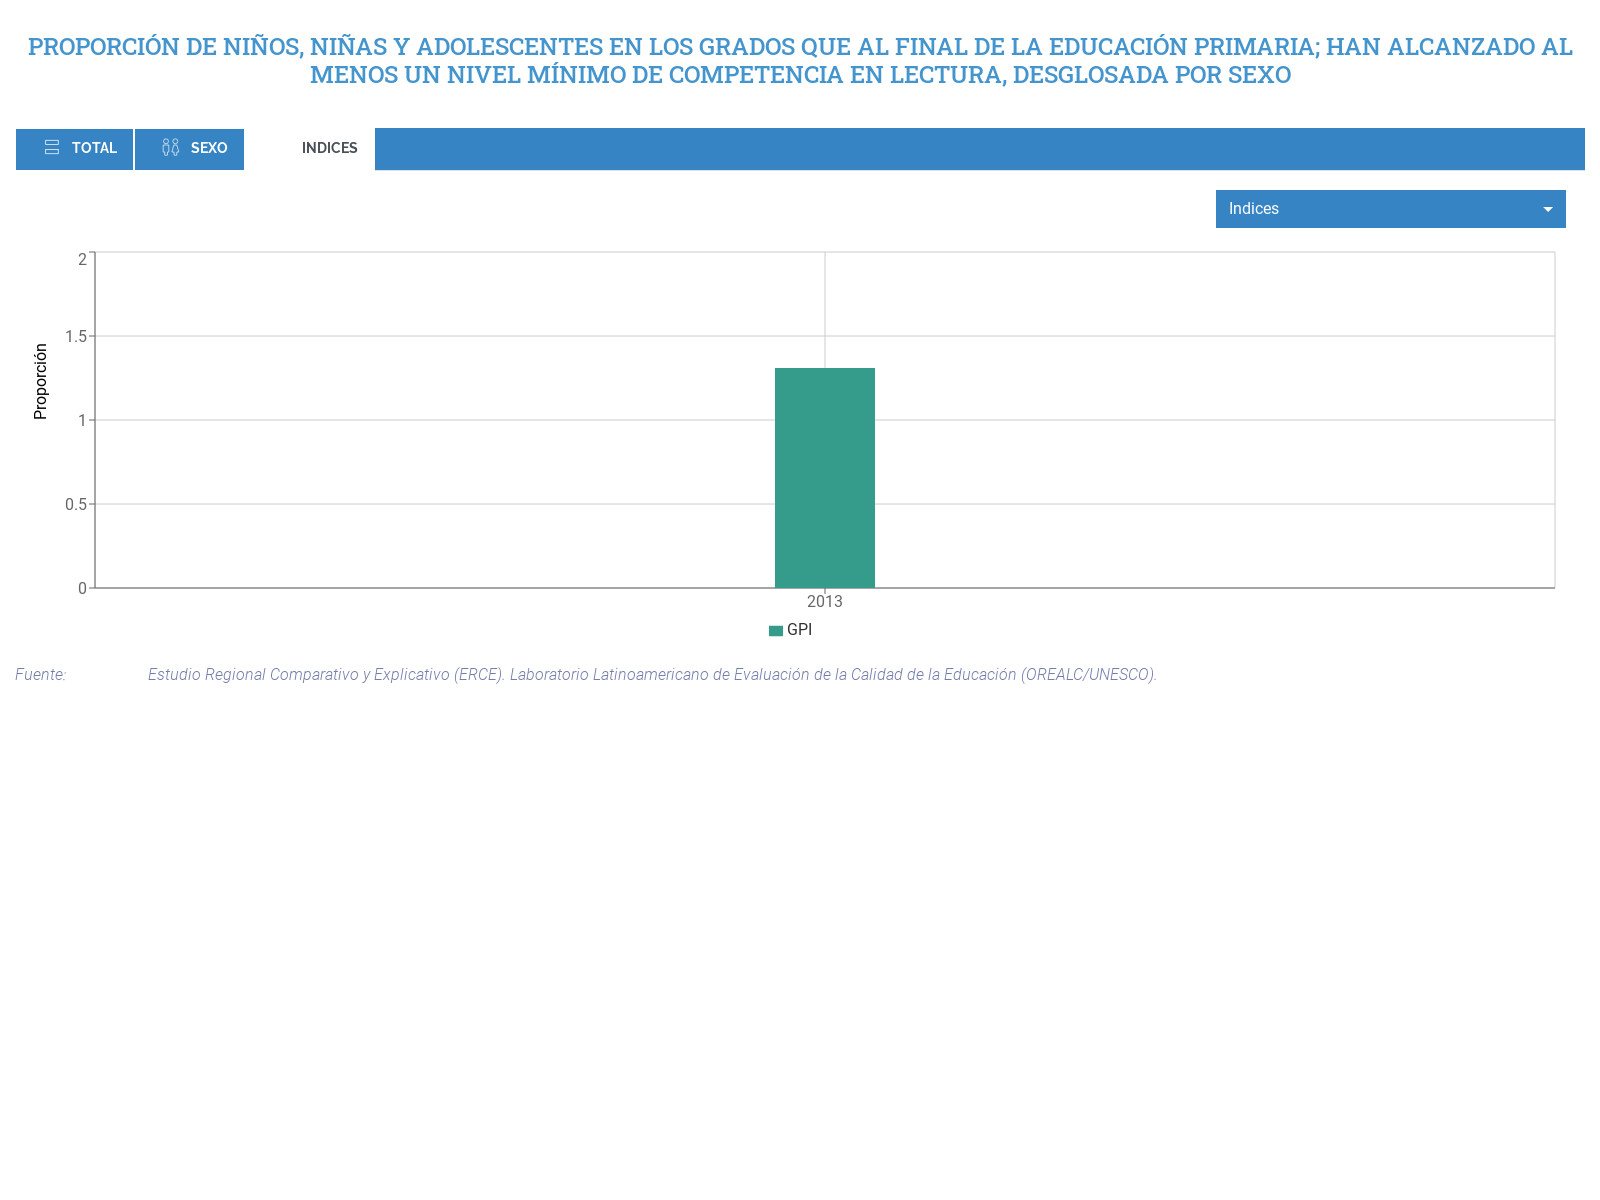 PROPORCIÓN DE NIÑOS, NIÑAS Y ADOLESCENTES EN LOS GRADOS QUE AL FINAL DE LA EDUCACIÓN PRIMARIA; HAN ALCANZADO AL
MENOS UN NIVEL MÍNIMO DE COMPETENCIA EN LECTURA, DESGLOSADA POR SEXO
TOTAL SEXO INDICES
Indices
2
1.5
1
0.5
0
Proporción
2013
GPI
Fuente: Estudio Regional Comparativo y Explicativo (ERCE). Laboratorio Latinoamericano de Evaluación de la Calidad de la Educación (OREALC/UNESCO).